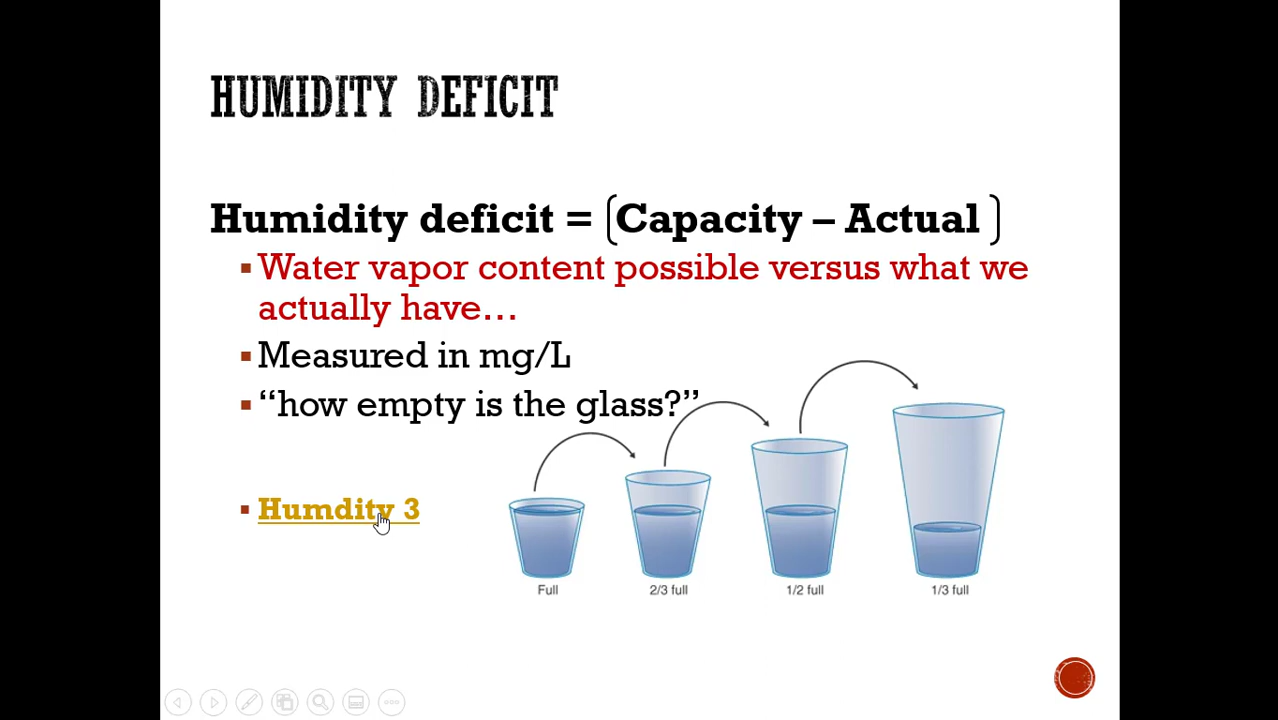 HUMIDITY DEFICIT
Humidity deficit = (Capacity – Actual )
▪ Water vapor content possible versus what we
actually have…
▪ Measured in mg/L
▪ “how empty is the glass?”
▪ Humdity 3
Full 2/3 full 1/2 full 1/3 full